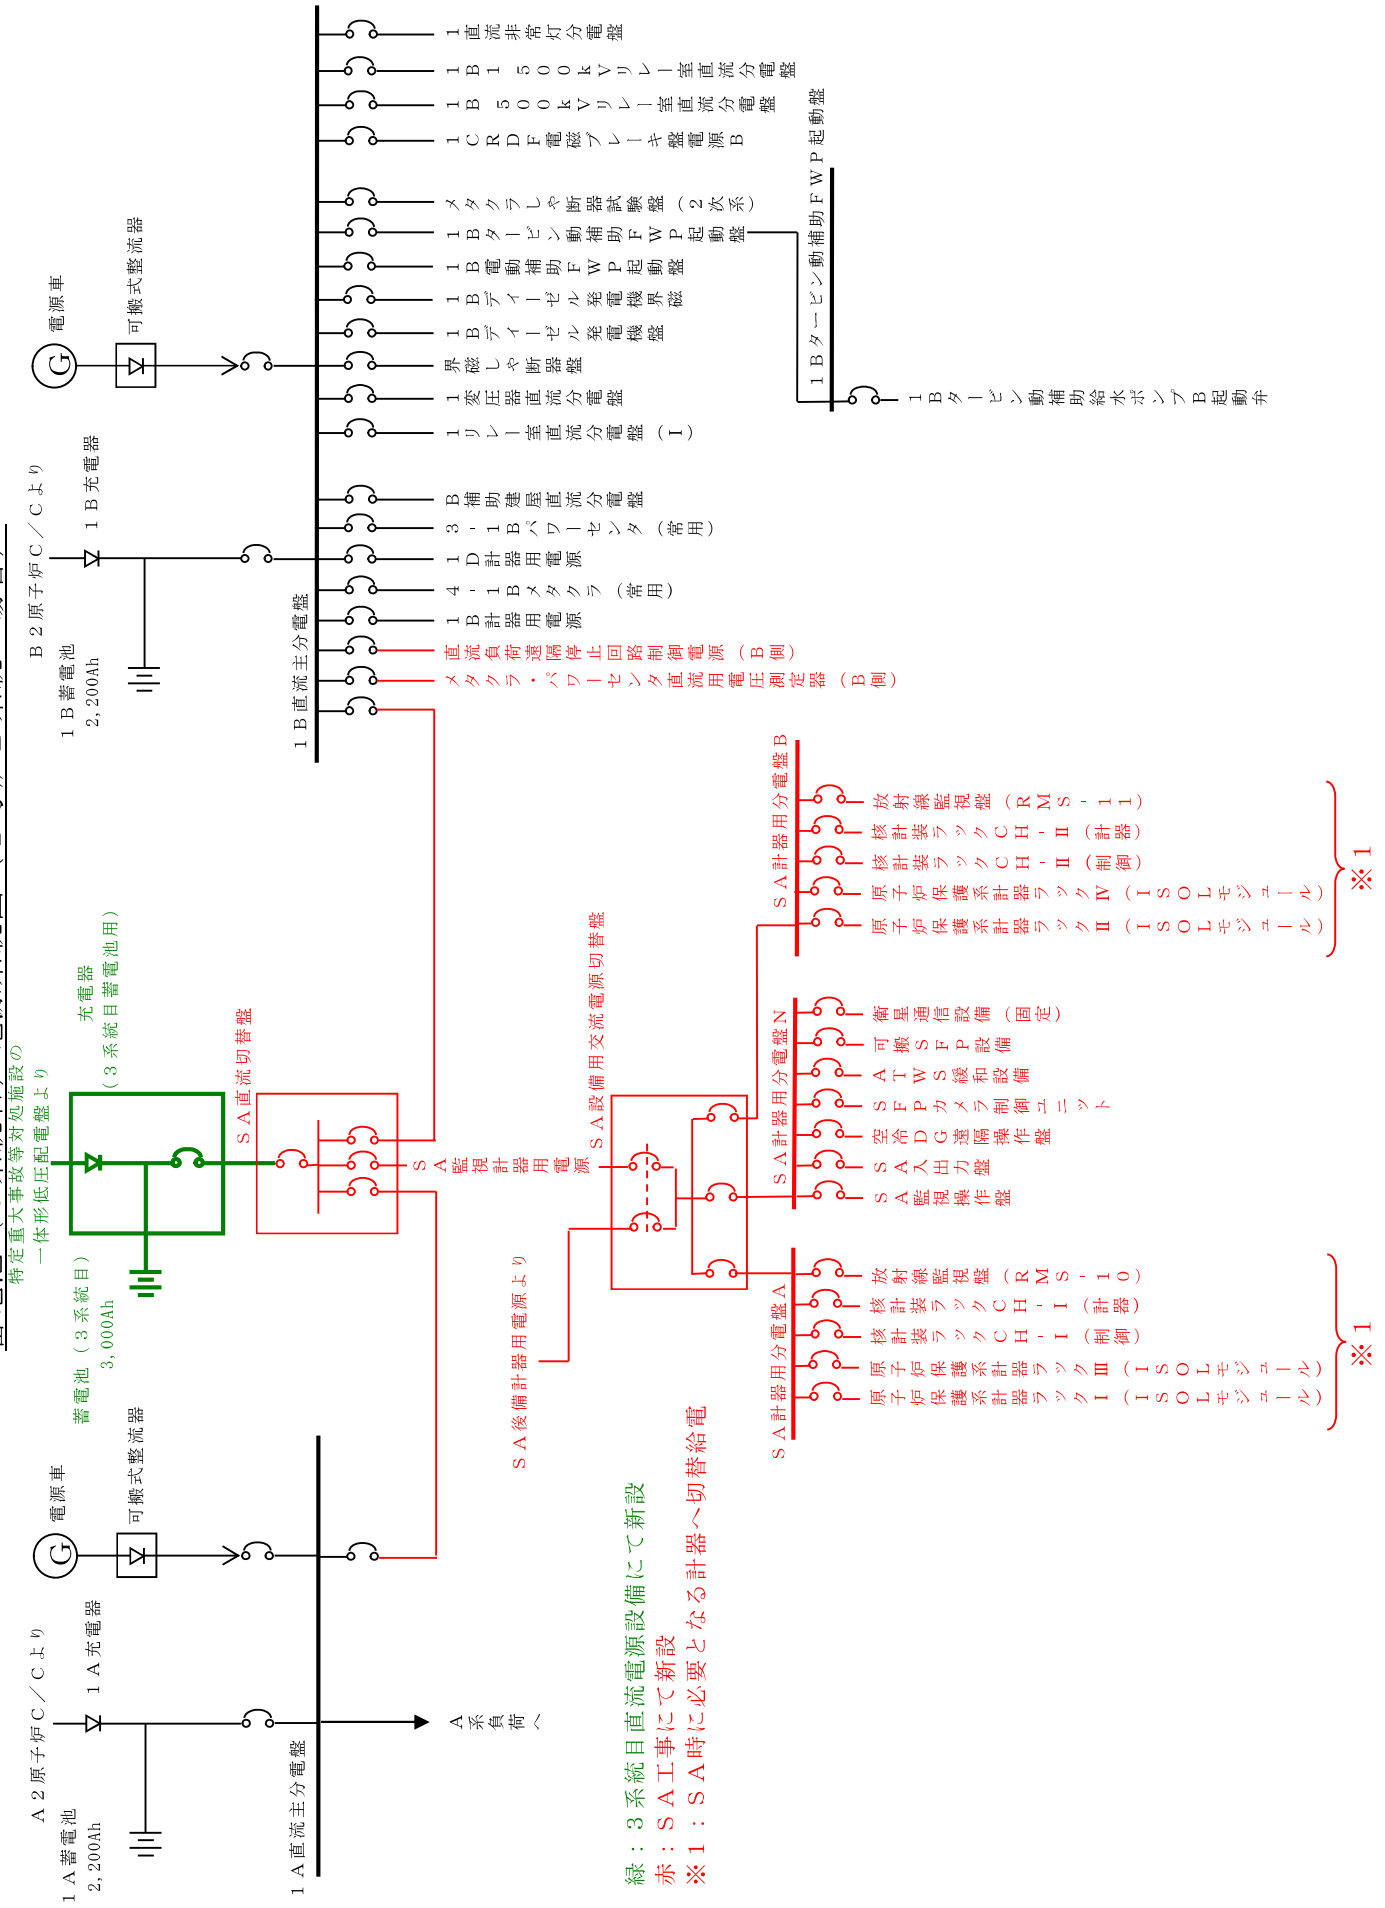 A2原子炉C/Cより
1A充電器
1A蓄電池
2,200Ah
電源車
可搬式整流器
1A直流主分電盤
A系負荷へ
特定重大事故等対処施設の
一体形低圧配電盤より
充電器
(3系統目蓄電池用)
蓄電池(3系統目)
3,000Ah
SA直流切替盤
B2原子炉C/Cより
1B充電器
1B蓄電池
2,200Ah
電源車
可搬式整流器
1B直流主分電盤
1直流非常灯分電盤
1B1 500kVリレー室直流分電盤
1B 500kVリレー室直流分電盤
1CRDF電磁ブレーキ盤電源B
メタクラしゃ断器試験盤(2次系)
1Bタービン動補助FWP起動盤
1B電動補助FWP起動盤
1Bディーゼル発電機界磁
1Bディーゼル発電機盤
界磁しゃ断器盤
1変圧器直流分電盤
1リレー室直流分電盤(I)
B補助建屋直流分電盤
3-1Bパワーセンタ(常用)
1D計器用電源
4-1Bメタクラ(常用)
1B計器用電源
直流負荷遠隔停止回路制御電源(B側)
メタクラ・パワーセンタ直流用電圧測定器(B側)
1Bタービン動補助FWP起動盤
1Bタービン動補助給水ポンプB起動弁
SA監視計器用電源
SA後備計器用電源より
SA設備用交流電源切替盤
SA計器用分電盤B
放射線監視盤(RMS-11)
核計装ラックCH-Ⅱ(計器)
核計装ラックCH-Ⅱ(制御)
原子炉保護系計器ラックⅣ(ISOLモジュール)
原子炉保護系計器ラックⅡ(ISOLモジュール)
※1
SA計器用分電盤N
衛星通信設備(固定)
可搬SFP設備
ATWS緩和設備
SFPカメラ制御ユニット
空冷DG遠隔操作盤
SA入出力盤
SA監視操作盤
SA計器用分電盤A
放射線監視盤(RMS-10)
核計装ラックCH-Ⅰ(計器)
核計装ラックCH-Ⅰ(制御)
原子炉保護系計器ラックⅢ(ISOLモジュール)
原子炉保護系計器ラックⅠ(ISOLモジュール)
※1
緑:3系統目直流電源設備にて新設
赤:SA工事にて新設
※1:SA時に必要となる計器へ切替給電
G
G